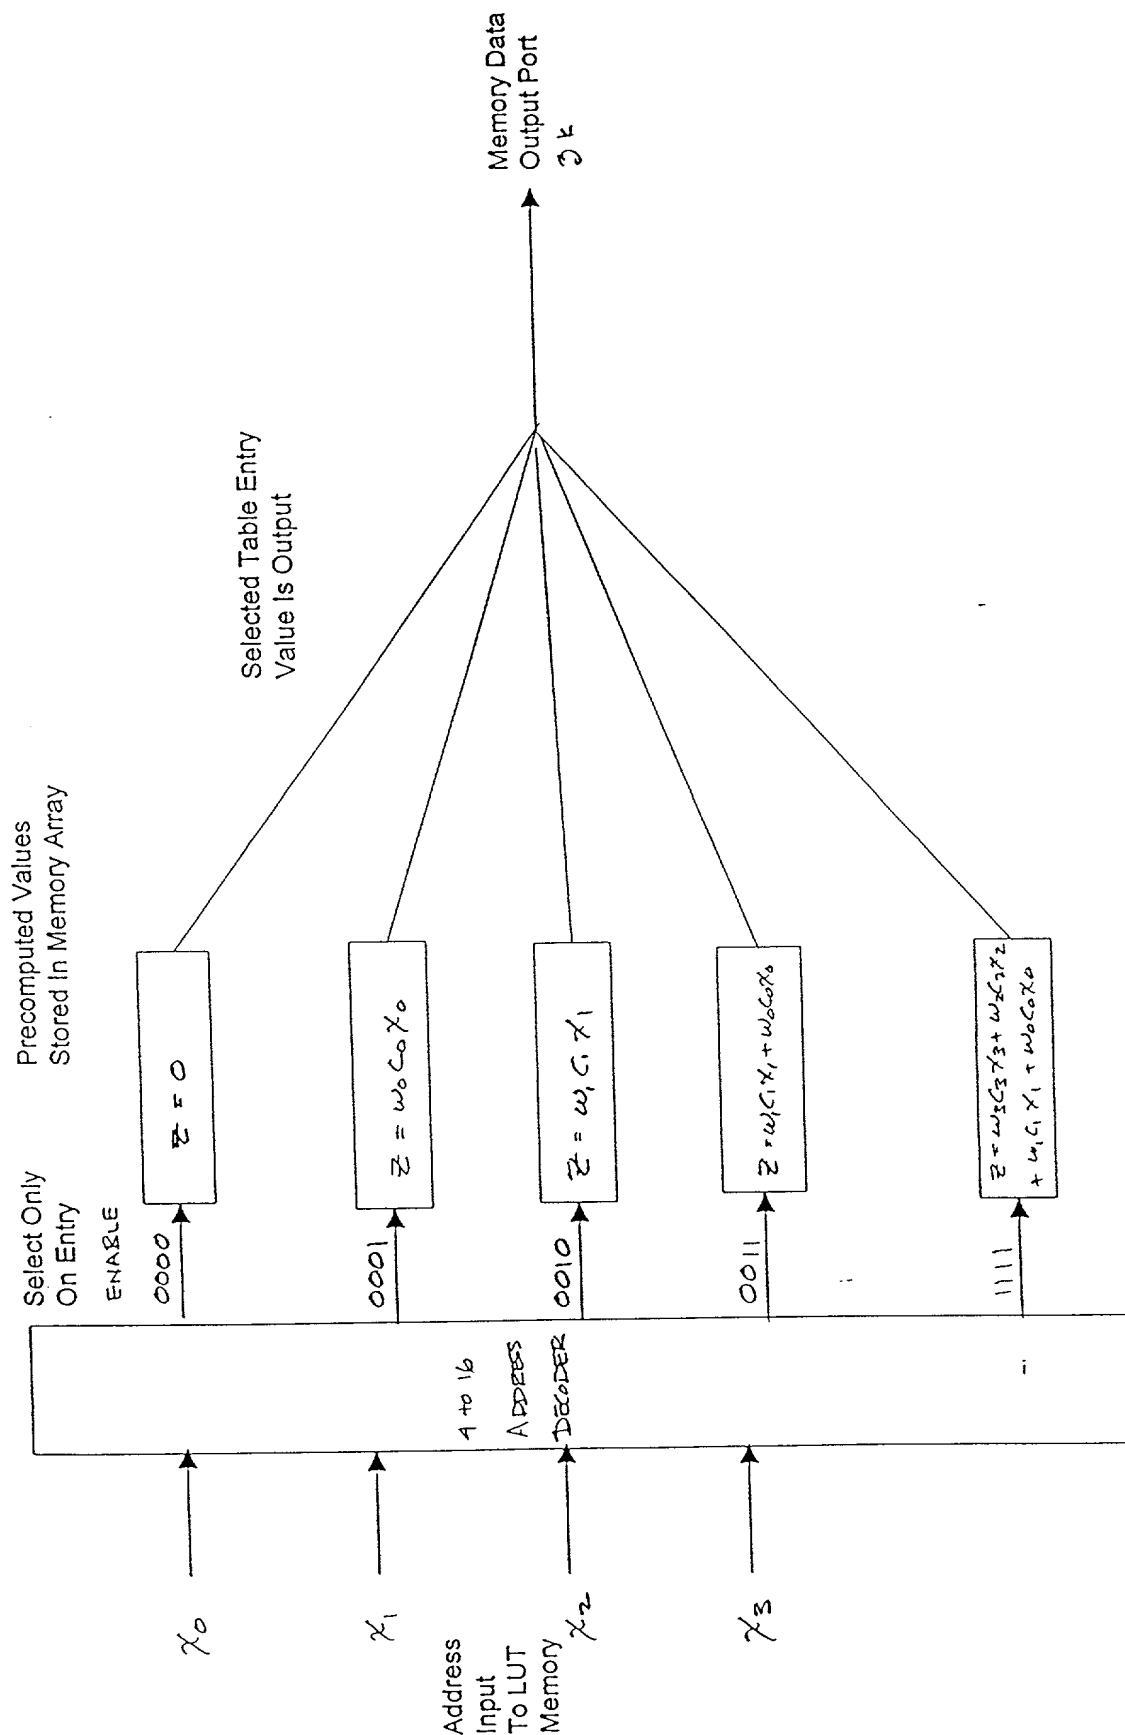 Address
Input
To LUT
Memory
x₀
x₁
x₂
x₃
4 to 16
ADDRESS
DECODER
Select Only
On Entry
ENABLE
0000
0001
0010
0011
1111
Precomputed Values
Stored In Memory Array
Z = 0
Z = w₀C₀x₀
Z = w₁C₁x₁
Z = w₁C₁x₁ + w₀C₀x₀
Z = w₃C₃x₃ + w₂C₂x₂
+ w₁C₁x₁ + w₀C₀x₀
Selected Table Entry
Value Is Output
Memory Data
Output Port